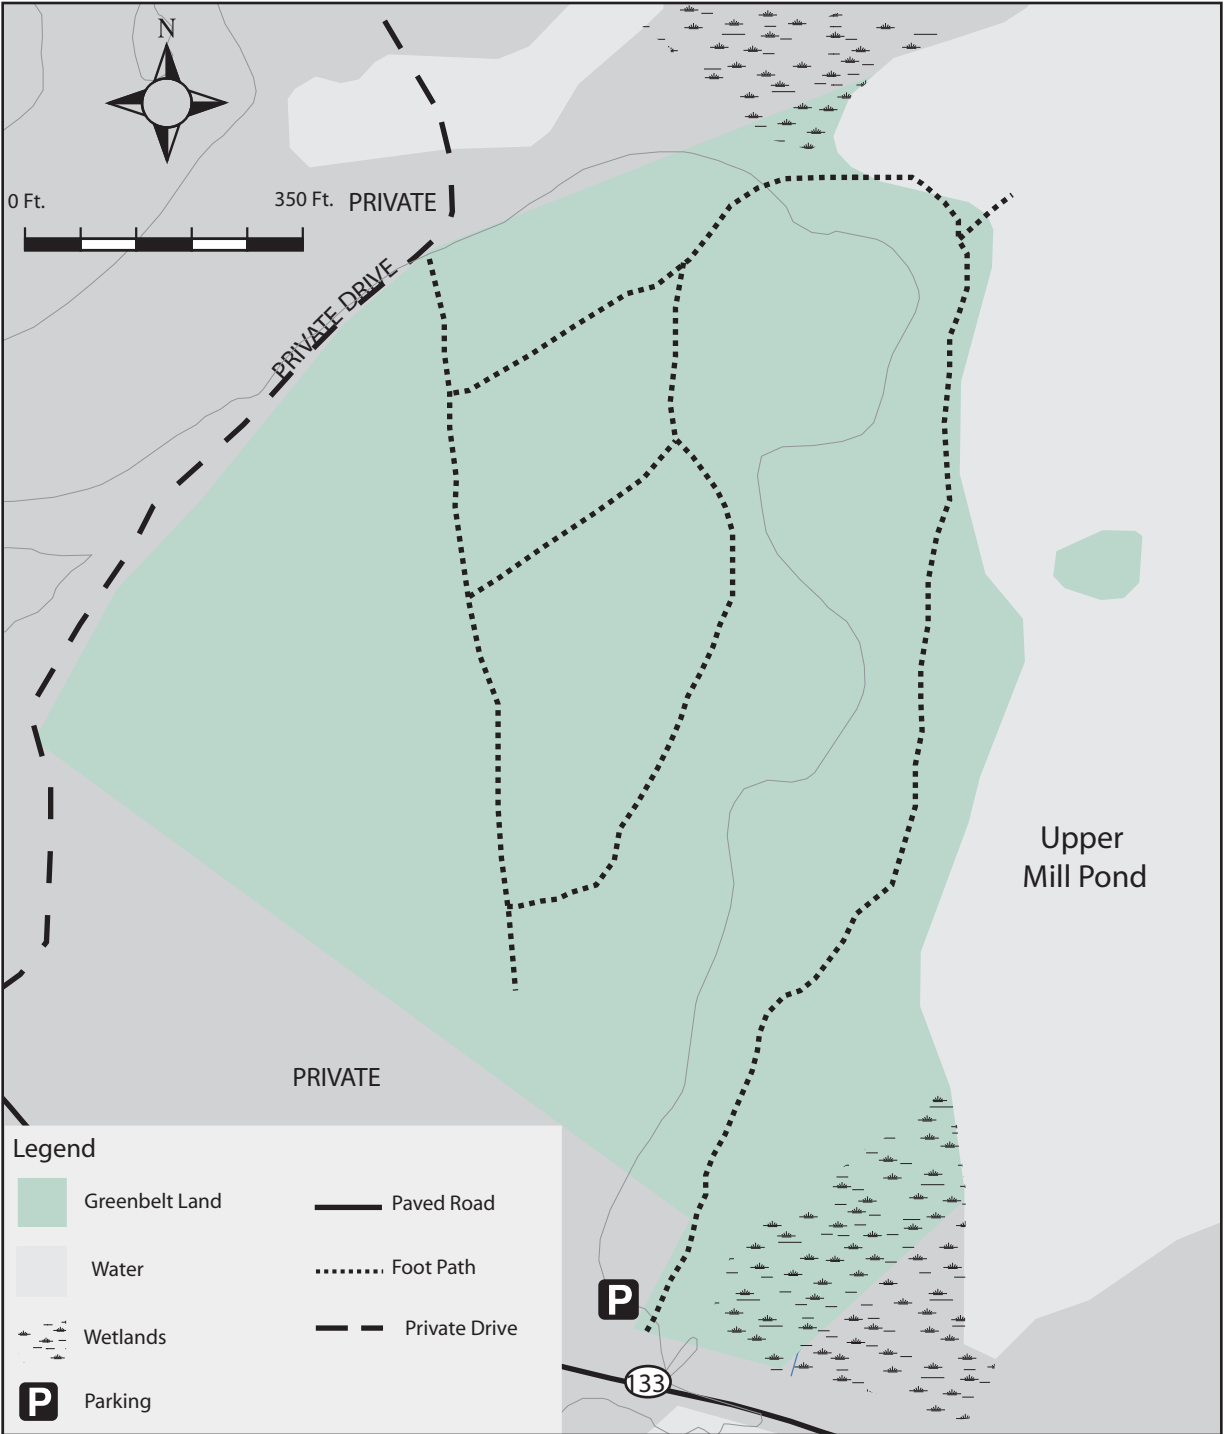 N
0 Ft.
350 Ft.
PRIVATE
PRIVATE DRIVE
Upper
Mill Pond
PRIVATE
Legend
Greenbelt Land
Paved Road
Water
Foot Path
Wetlands
Private Drive
P
Parking
P
133